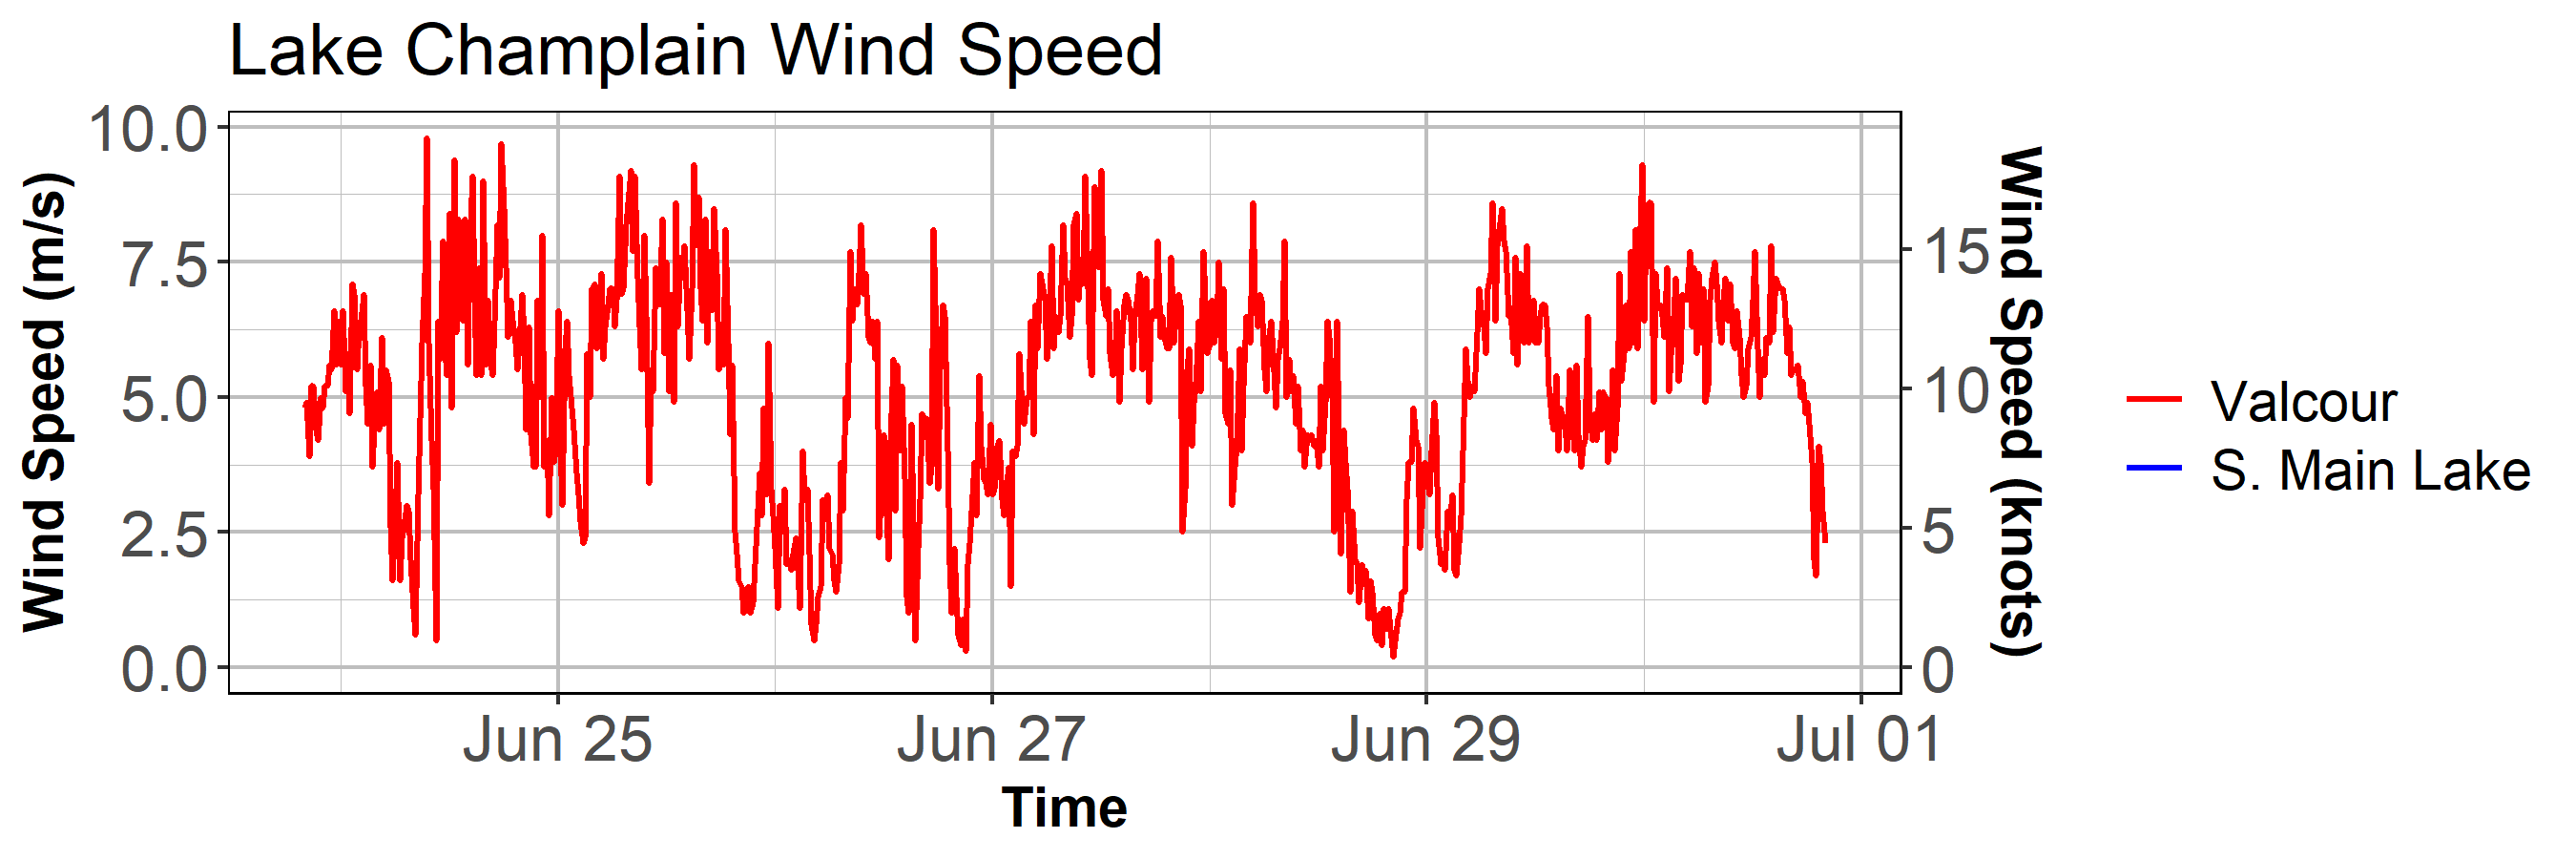 Lake Champlain Wind Speed
Wind Speed (m/s)
10.0
7.5
5.0
2.5
0.0
Wind Speed (knots)
15
10
5
0
Jun 25
Jun 27
Jun 29
Jul 01
Time
Valcour
S. Main Lake